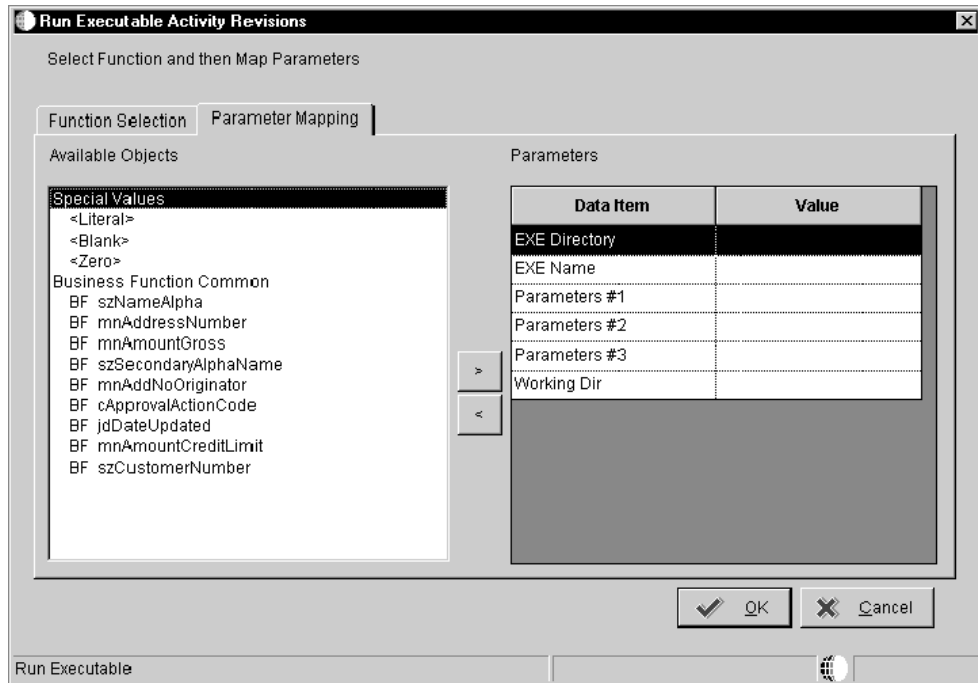 Run Executable Activity Revisions
Select Function and then Map Parameters
Function Selection
Parameter Mapping
Available Objects
Special Values
<Literal>
<Blank>
<Zero>
Business Function Common
BF szNameAlpha
BF mnAddressNumber
BF mnAmountGross
BF szSecondaryAlphaName
BF mnAddNoOriginator
BF cApprovalActionCode
BF jdDateUpdated
BF mnAmountCreditLimit
BF szCustomerNumber
>
<
Parameters
Data Item Value
EXE Directory
EXE Name
Parameters #1
Parameters #2
Parameters #3
Working Dir
OK
Cancel
Run Executable